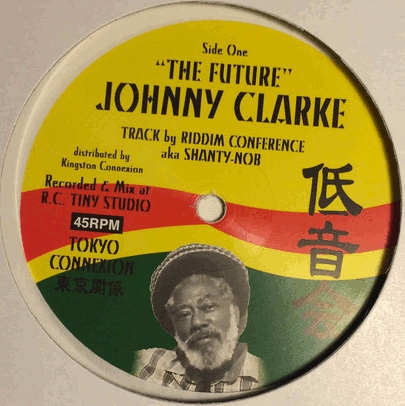 Side One
"THE FUTURE"
JOHNNY CLARKE
TRACK by RIDDIM CONFERENCE
aka SHANTY-NOB
distributed by
Kingston Connexion
Recorded & Mix at
R.C. TINY STUDIO
45RPM
TOKYO
CONNEXION
東京関係
低音